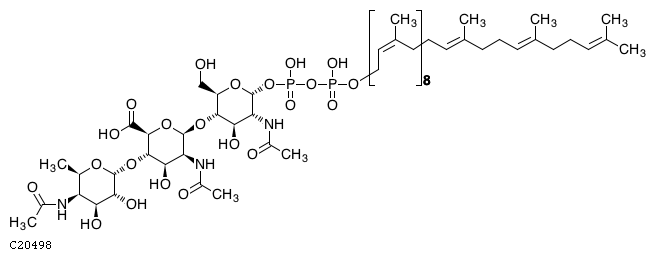 CH₃ CH₃ CH₃ CH₃
CH₃
8
HO OH OH
O O P O P O
O O
O OH
HO O
O O NH
HO O CH₃
H₃C O O NH
HO O CH₃
O NH OH
H₃C HO
C20498